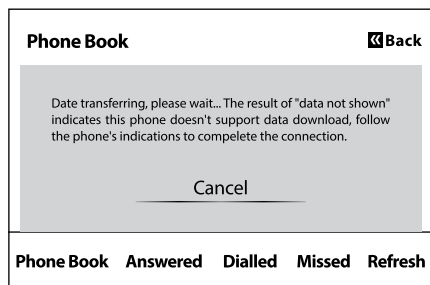 Phone Book Back
Date transferring, please wait... The result of "data not shown"
indicates this phone doesn't support data download, follow
the phone's indications to compelete the connection.
Cancel
Phone Book Answered Dialled Missed Refresh